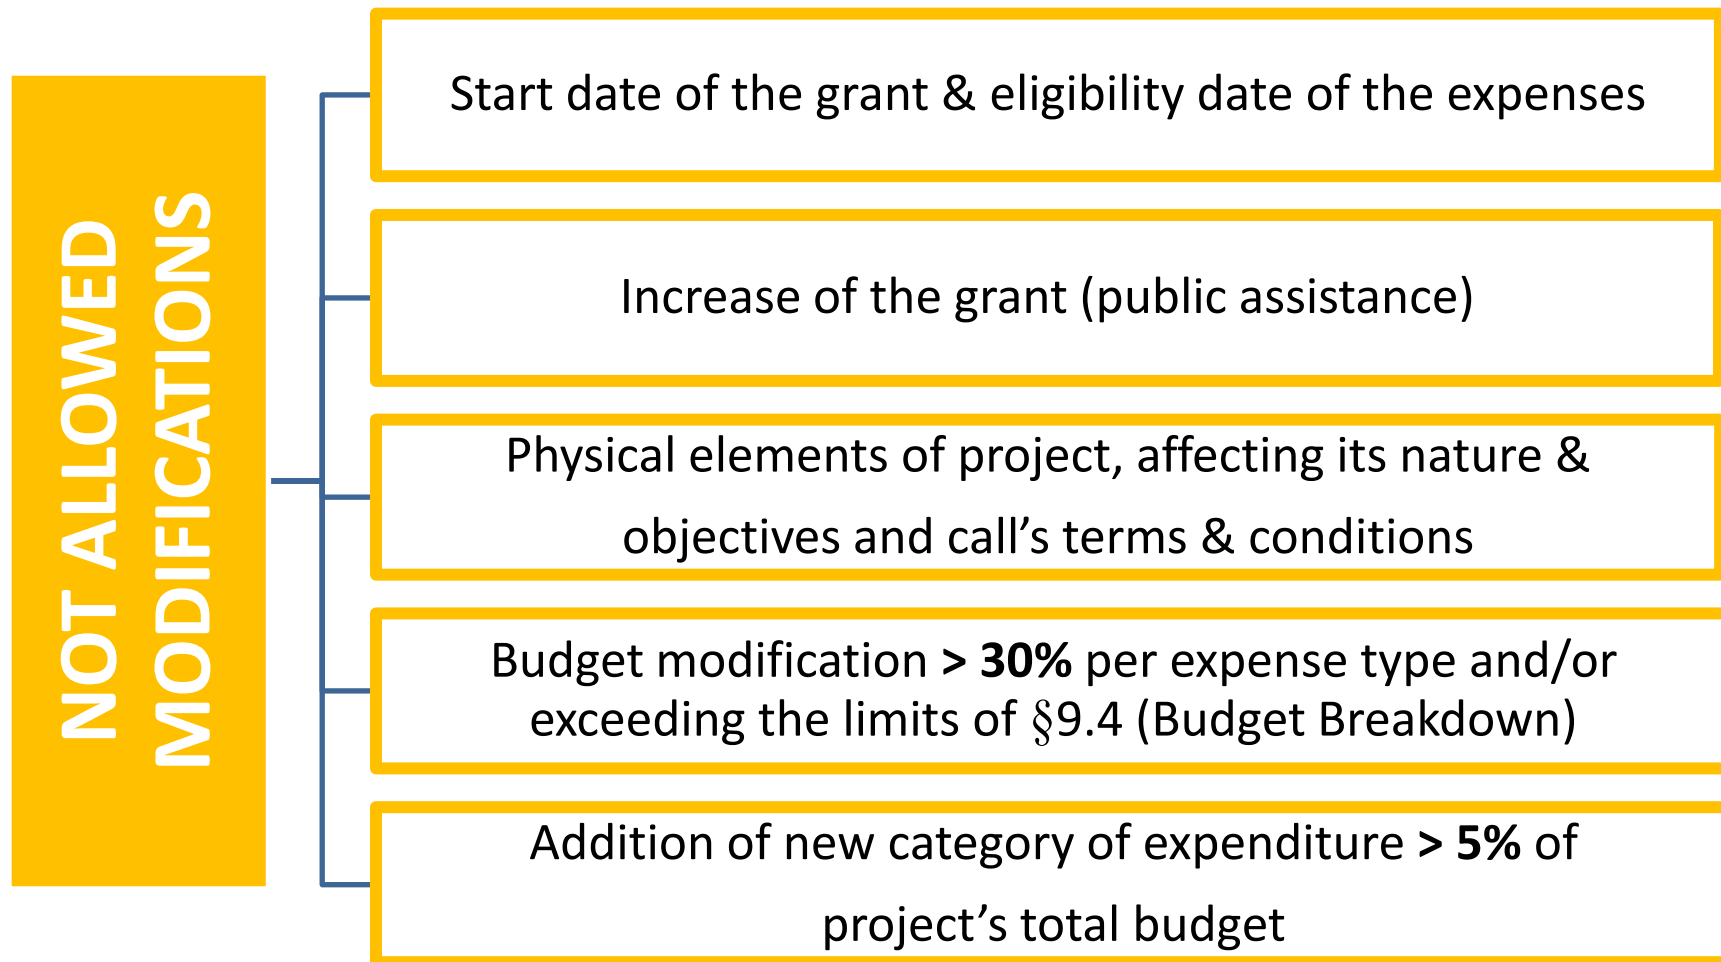 NOT ALLOWED
MODIFICATIONS
Start date of the grant & eligibility date of the expenses
Increase of the grant (public assistance)
Physical elements of project, affecting its nature &
objectives and call’s terms & conditions
Budget modification > 30% per expense type and/or
exceeding the limits of §9.4 (Budget Breakdown)
Addition of new category of expenditure > 5% of
project’s total budget